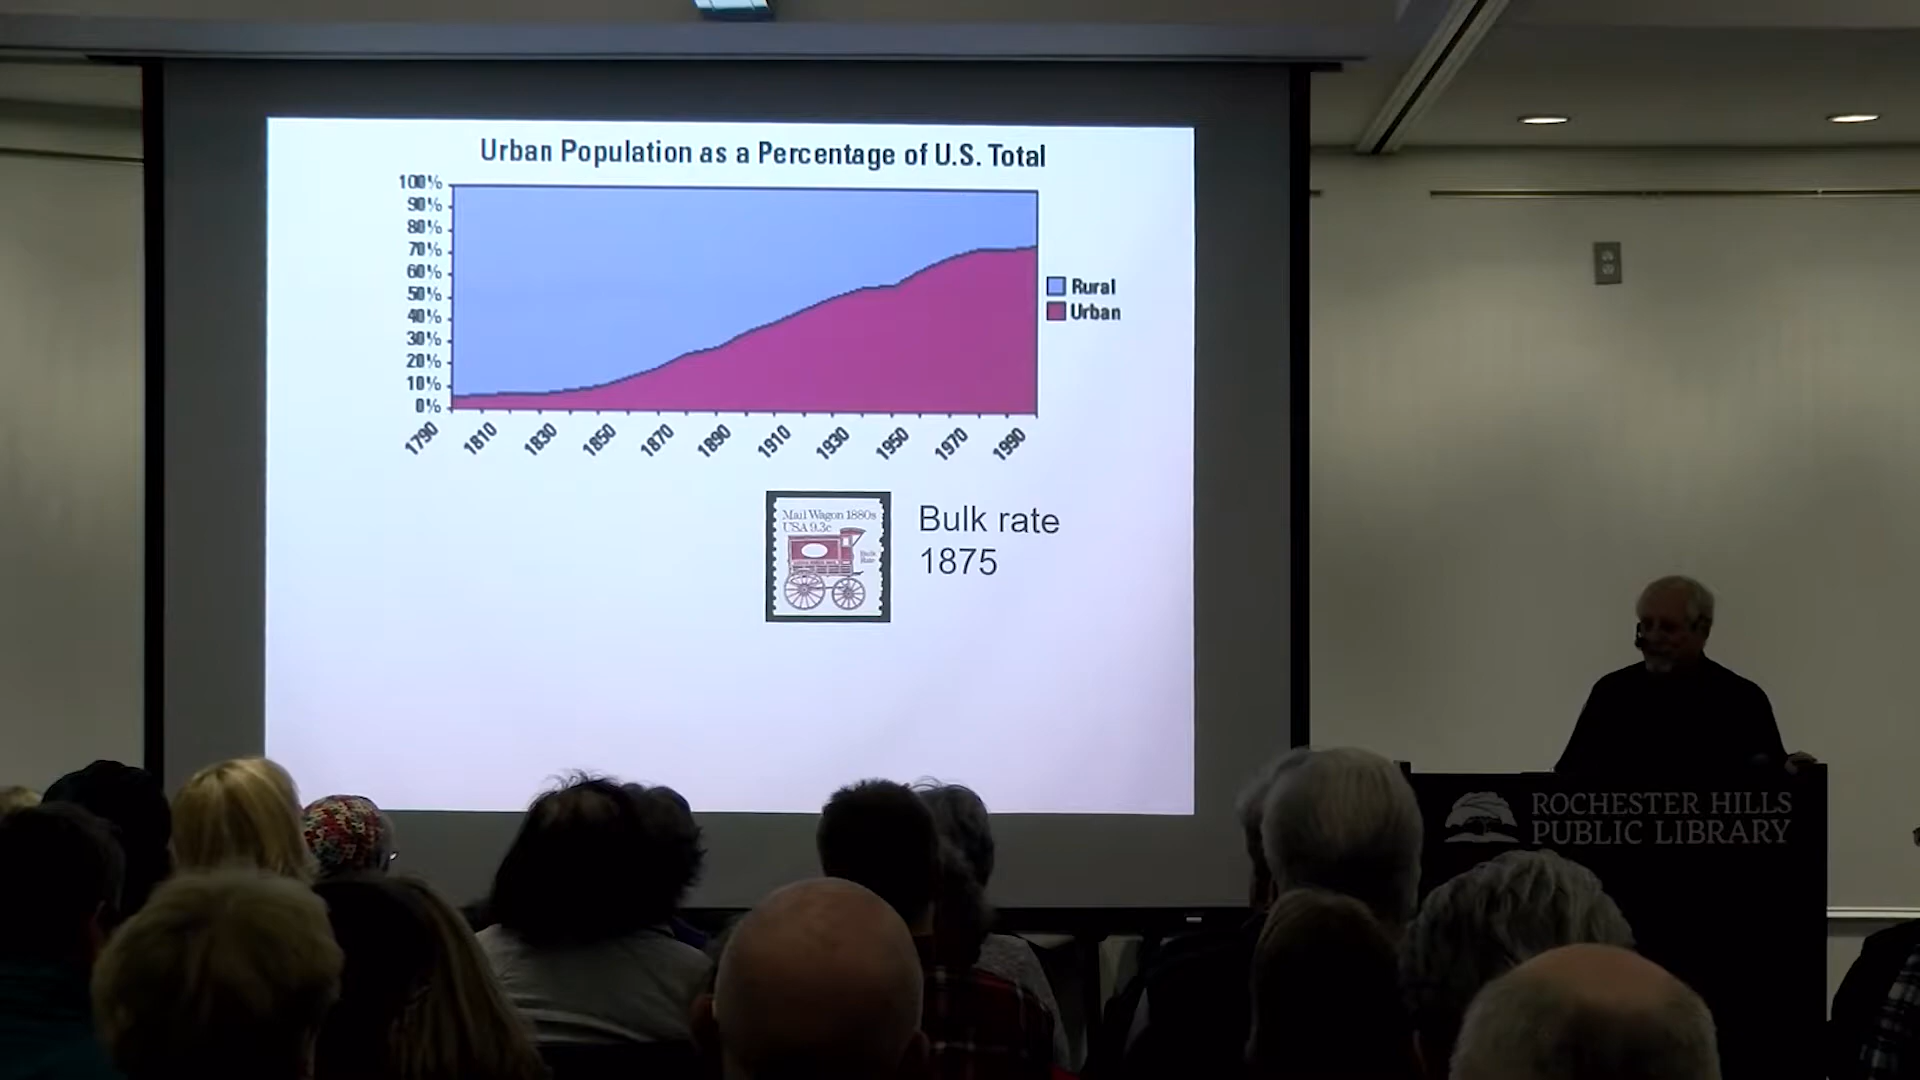 Urban Population as a Percentage of U.S. Total
100%
90%
80%
70%
60%
50%
40%
30%
20%
10%
0%
1790 1810 1830 1850 1870 1890 1910 1930 1950 1970 1990
Rural
Urban
Mail Wagon 1880s
USA 9.3c
Bulk
Rate
Bulk rate
1875
ROCHESTER HILLS
PUBLIC LIBRARY